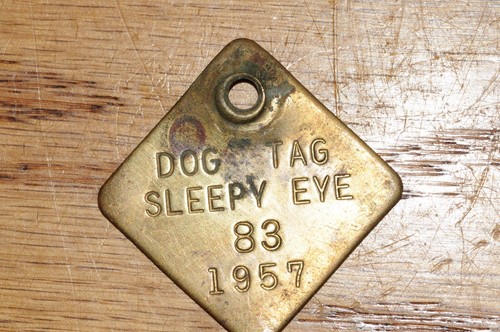 DOG TAG
SLEEPY EYE
83
1957